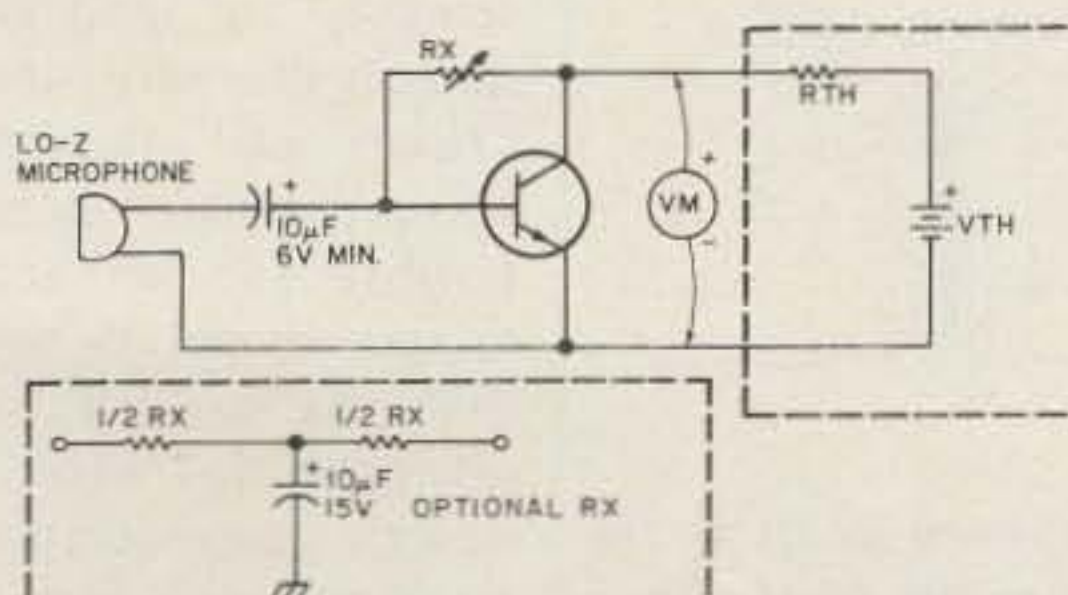 RX
RTH
LO-Z
MICROPHONE
+
10µF
6V MIN.
VM
+
-
+
VTH
1/2 RX
1/2 RX
+
10µF
15V
OPTIONAL RX